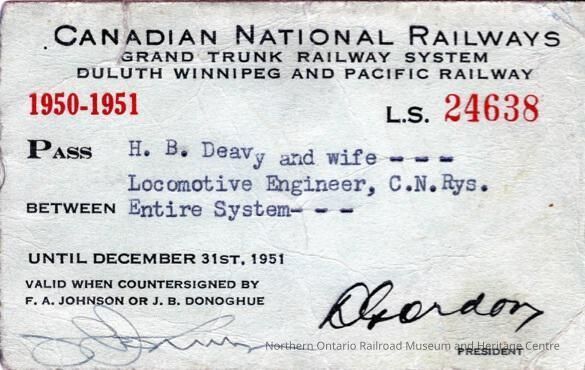 CANADIAN NATIONAL RAILWAYS
GRAND TRUNK RAILWAY SYSTEM
DULUTH WINNIPEG AND PACIFIC RAILWAY
1950-1951
L.S. 24638
PASS H. B. Deavy and wife - - -
Locomotive Engineer, C.N.Rys.
BETWEEN Entire System- - -
UNTIL DECEMBER 31ST, 1951
VALID WHEN COUNTERSIGNED BY
F. A. JOHNSON OR J. B. DONOGHUE
D Gordon
Northern Ontario Railroad Museum and Heritage Centre
PRESIDENT